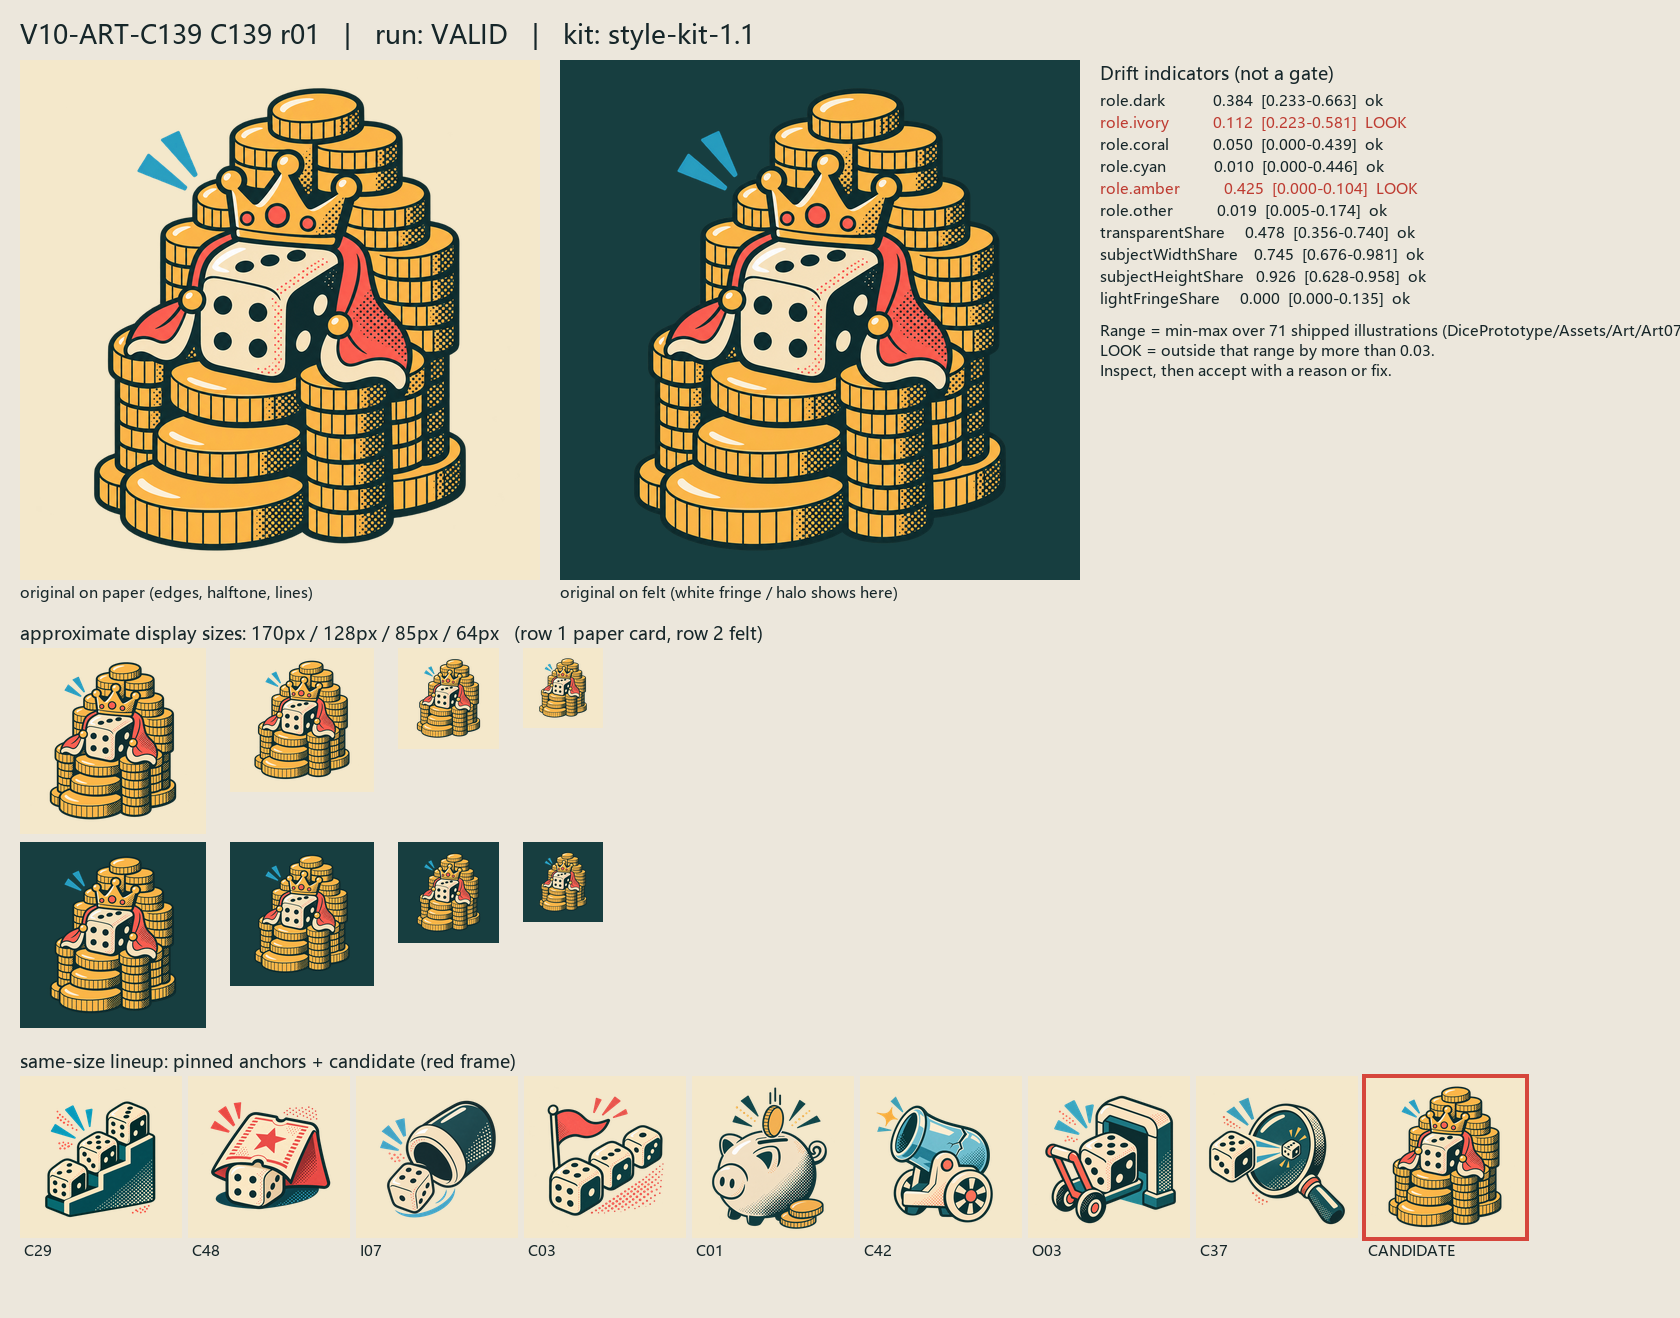 V10-ART-C139 C139 r01 | run: VALID | kit: style-kit-1.1
Drift indicators (not a gate)
role.dark 0.384 [0.233-0.663] ok
role.ivory 0.112 [0.223-0.581] LOOK
role.coral 0.050 [0.000-0.439] ok
role.cyan 0.010 [0.000-0.446] ok
role.amber 0.425 [0.000-0.104] LOOK
role.other 0.019 [0.005-0.174] ok
transparentShare 0.478 [0.356-0.740] ok
subjectWidthShare 0.745 [0.676-0.981] ok
subjectHeightShare 0.926 [0.628-0.958] ok
lightFringeShare 0.000 [0.000-0.135] ok
Range = min-max over 71 shipped illustrations (DicePrototype/Assets/Art/Art07
LOOK = outside that range by more than 0.03.
Inspect, then accept with a reason or fix.
original on paper (edges, halftone, lines)
original on felt (white fringe / halo shows here)
approximate display sizes: 170px / 128px / 85px / 64px (row 1 paper card, row 2 felt)
same-size lineup: pinned anchors + candidate (red frame)
C29
C48
I07
C03
C01
C42
O03
C37
CANDIDATE